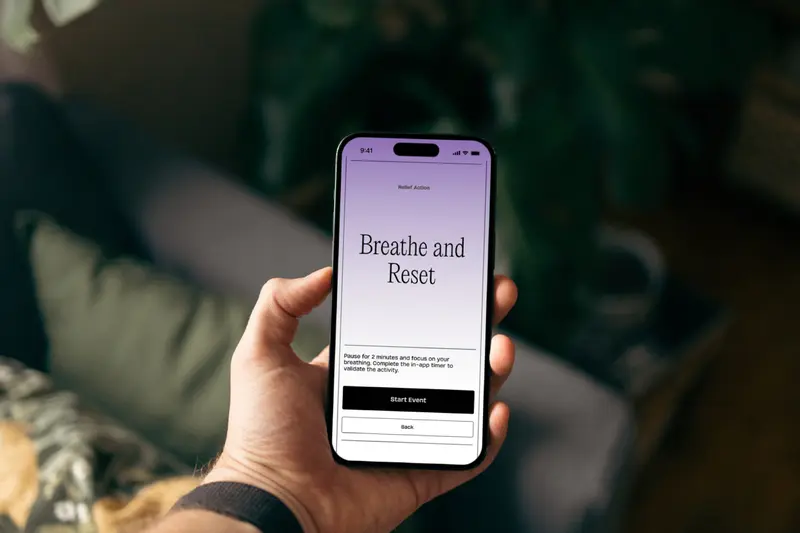 9:41
Relief Action
Breathe and
Reset
Pause for 2 minutes and focus on your
breathing. Complete the in-app timer to
validate the activity.
Start Event
Back